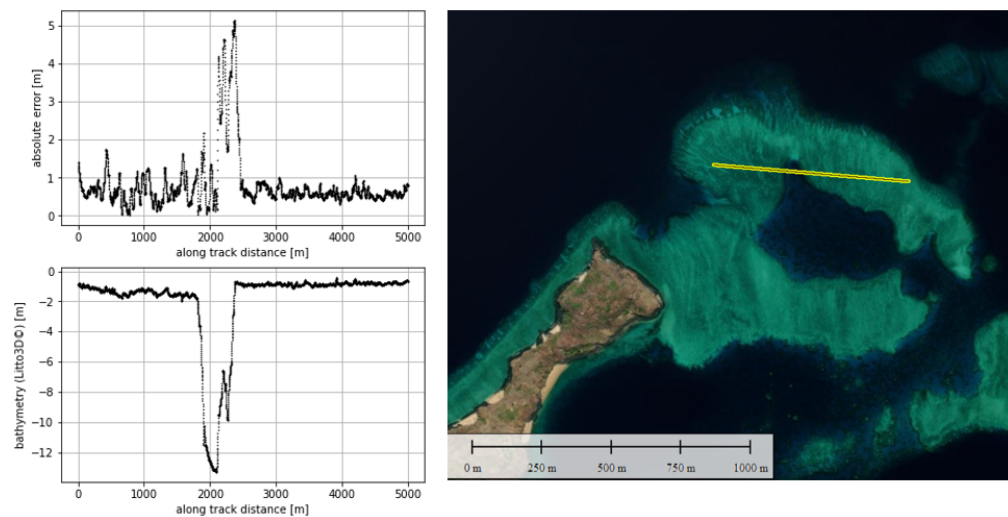 absolute error [m]
5
4
3
2
1
0
0 1000 2000 3000 4000 5000
along track distance [m]
bathymetry (Litto3D©) [m]
0
−2
−4
−6
−8
−10
−12
0 1000 2000 3000 4000 5000
along track distance [m]
0 m 250 m 500 m 750 m 1000 m